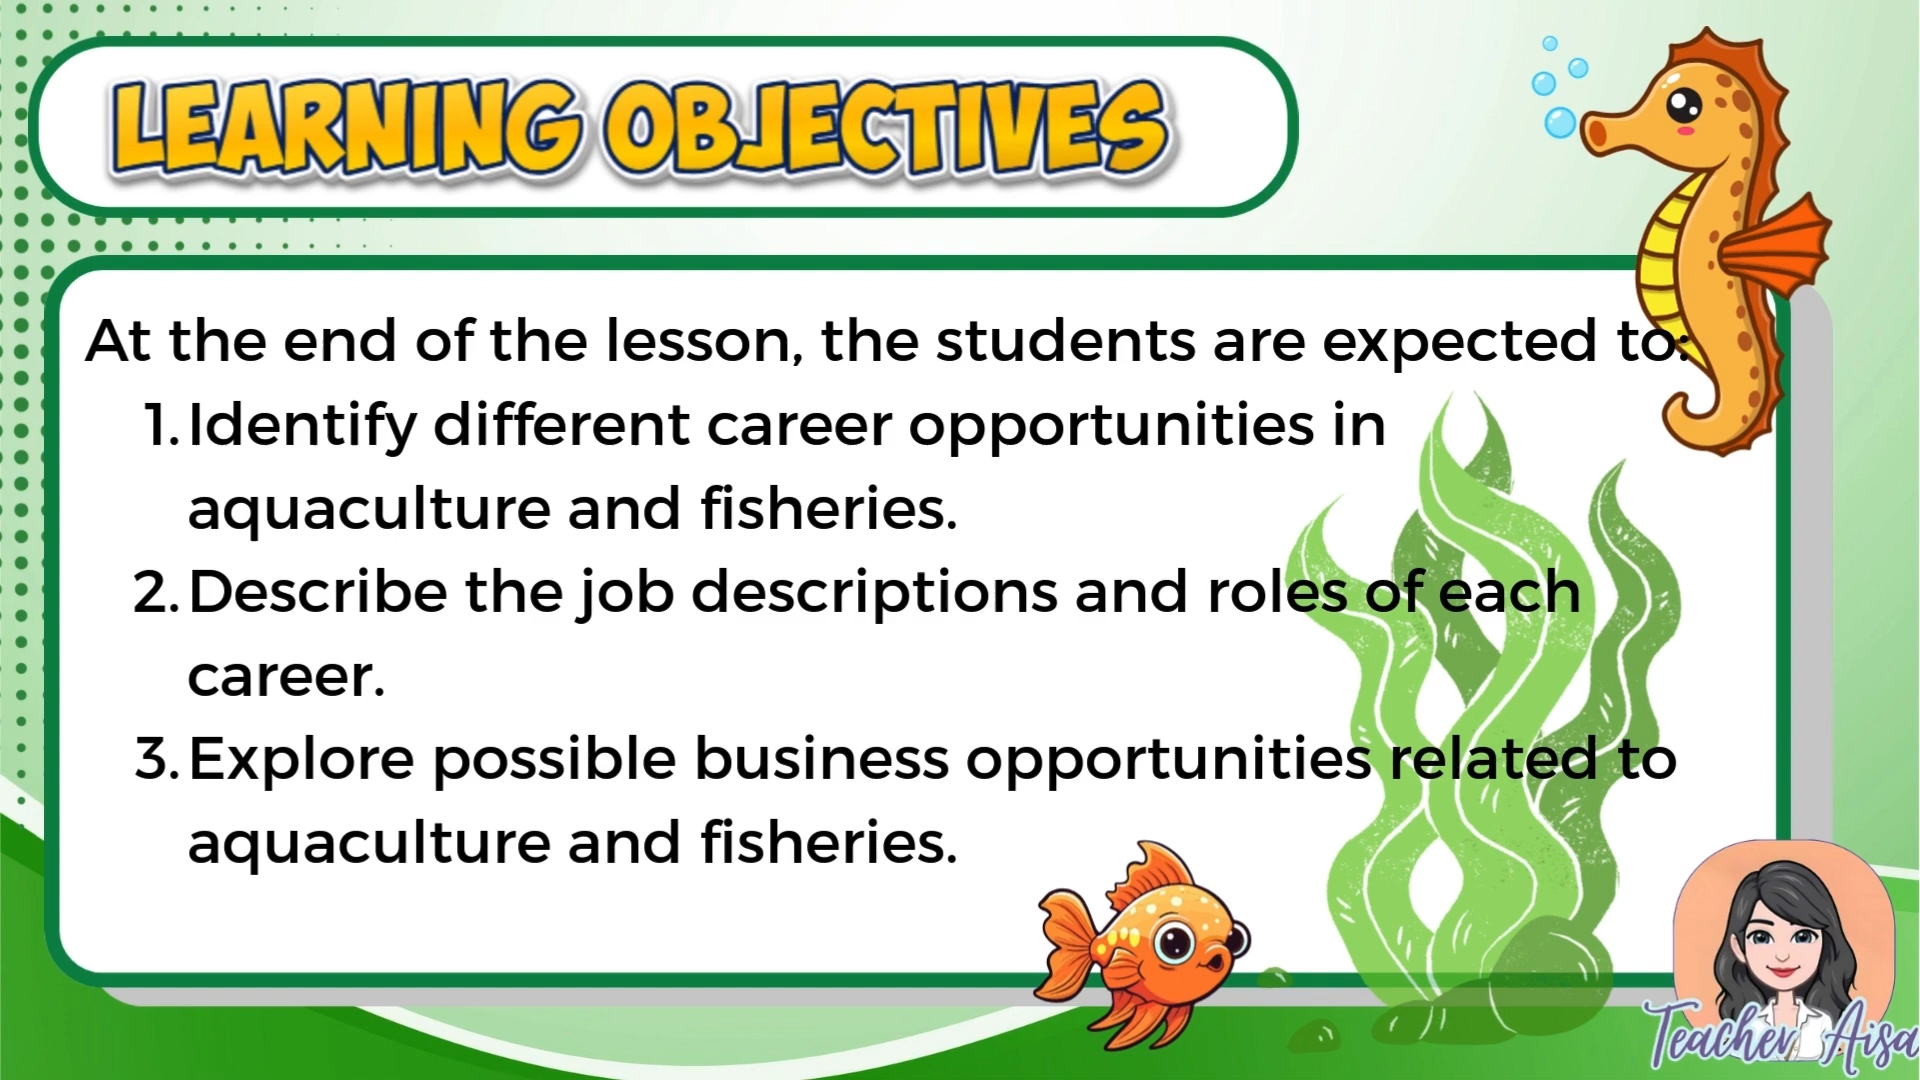 LEARNING OBJECTIVES
At the end of the lesson, the students are expected to:
1. Identify different career opportunities in
aquaculture and fisheries.
2. Describe the job descriptions and roles of each
career.
3. Explore possible business opportunities related to
aquaculture and fisheries.
Teacher Aisa